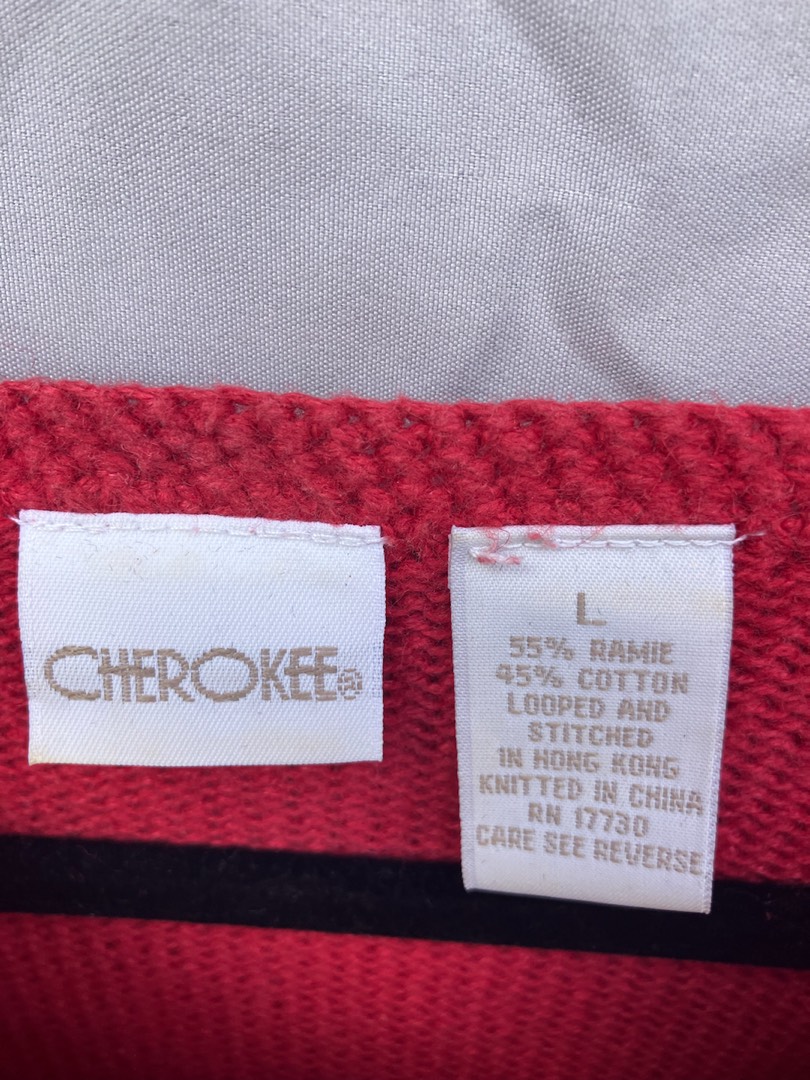 CHEROKEE®
L
55% RAMIE
45% COTTON
LOOPED AND
STITCHED
IN HONG KONG
KNITTED IN CHINA
RN 17730
CARE SEE REVERSE